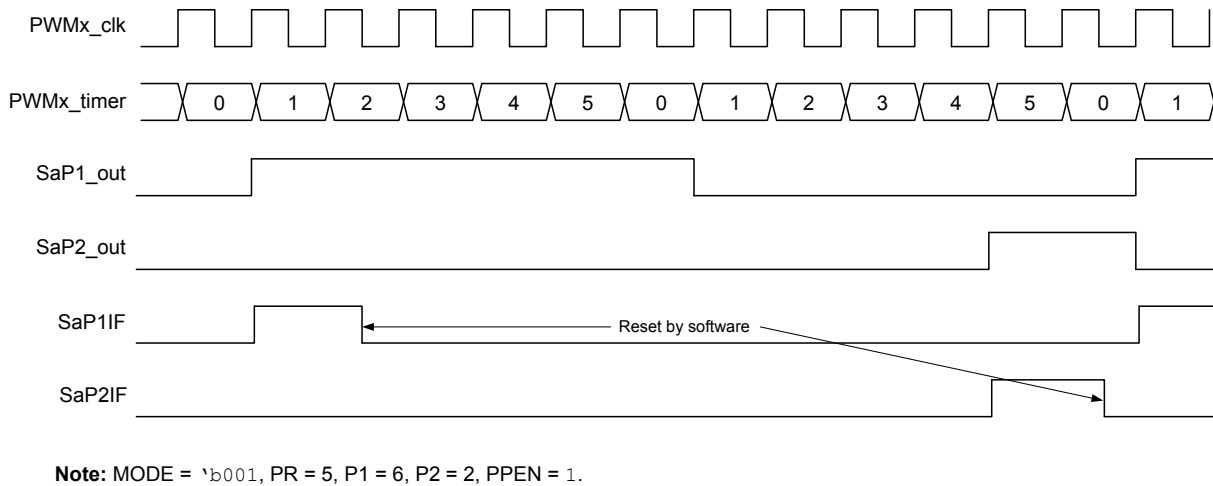 PWMx_clk
PWMx_timer 0 1 2 3 4 5 0 1 2 3 4 5 0 1
SaP1_out
SaP2_out
SaP1IF
Reset by software
SaP2IF
Note: MODE = ‘b001, PR = 5, P1 = 6, P2 = 2, PPEN = 1.